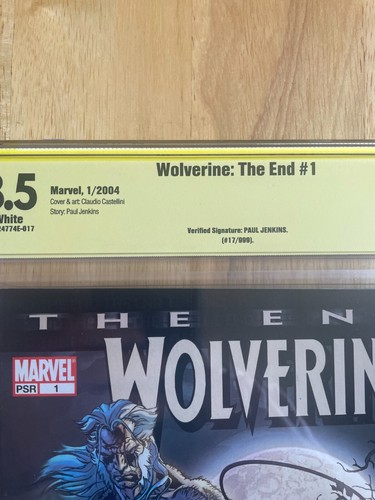 Wolverine: The End #1
8.5
White
24774E-017
Marvel, 1/2004
Cover & art: Claudio Castellini
Story: Paul Jenkins
Verified Signature: PAUL JENKINS.
(#17/999).
THE EN
MARVEL
PSR 1
WOLVERIN